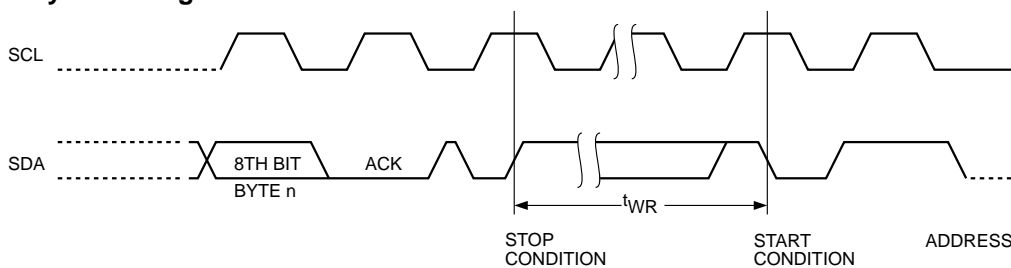 SCL
SDA
8TH BIT
ACK
BYTE n
tWR
STOP
CONDITION
START
CONDITION
ADDRESS